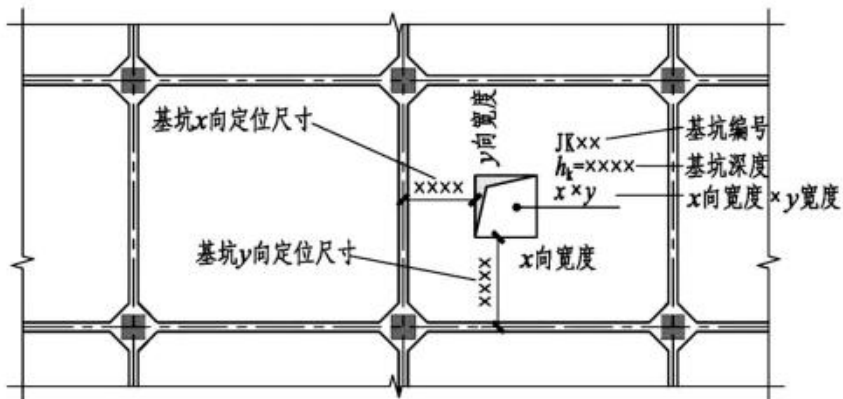 基坑x向定位尺寸
y向宽度
JK××
基坑编号
hk=××××
基坑深度
x×y
x向宽度×y宽度
××××
基坑y向定位尺寸
x向宽度
××××